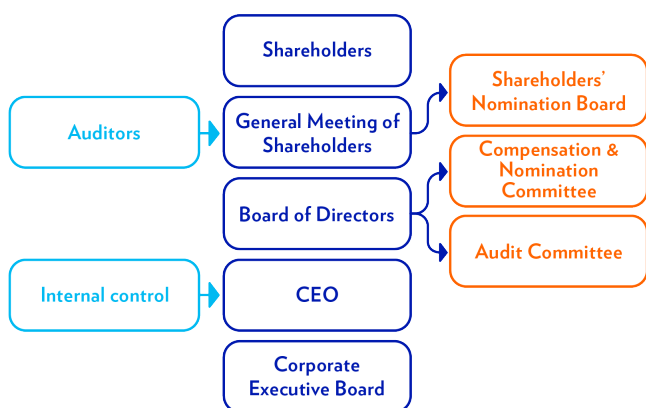 Shareholders
Shareholders'
Nomination Board
Auditors
General Meeting of
Shareholders
Compensation &
Nomination
Committee
Board of Directors
Audit Committee
Internal control
CEO
Corporate
Executive Board